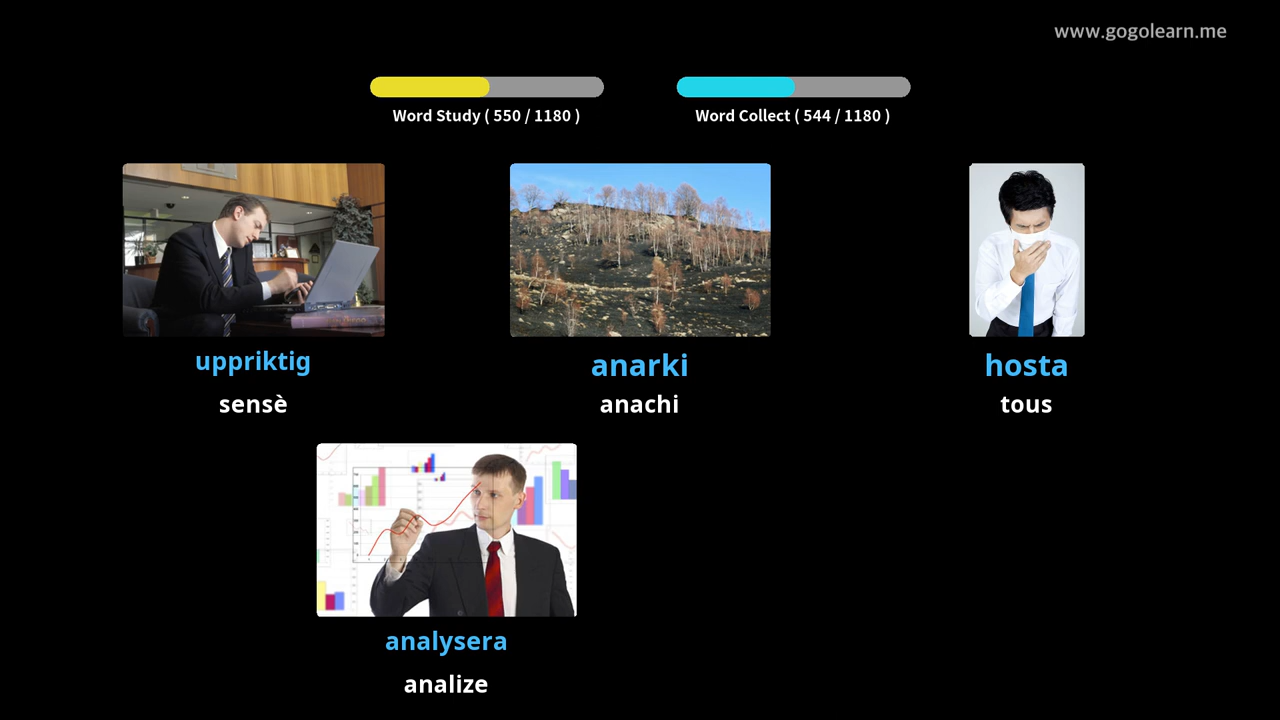 www.gogolearn.me
Word Study ( 550 / 1180 )
Word Collect ( 544 / 1180 )
uppriktig
anarki
hosta
sensè
anachi
tous
analysera
analize